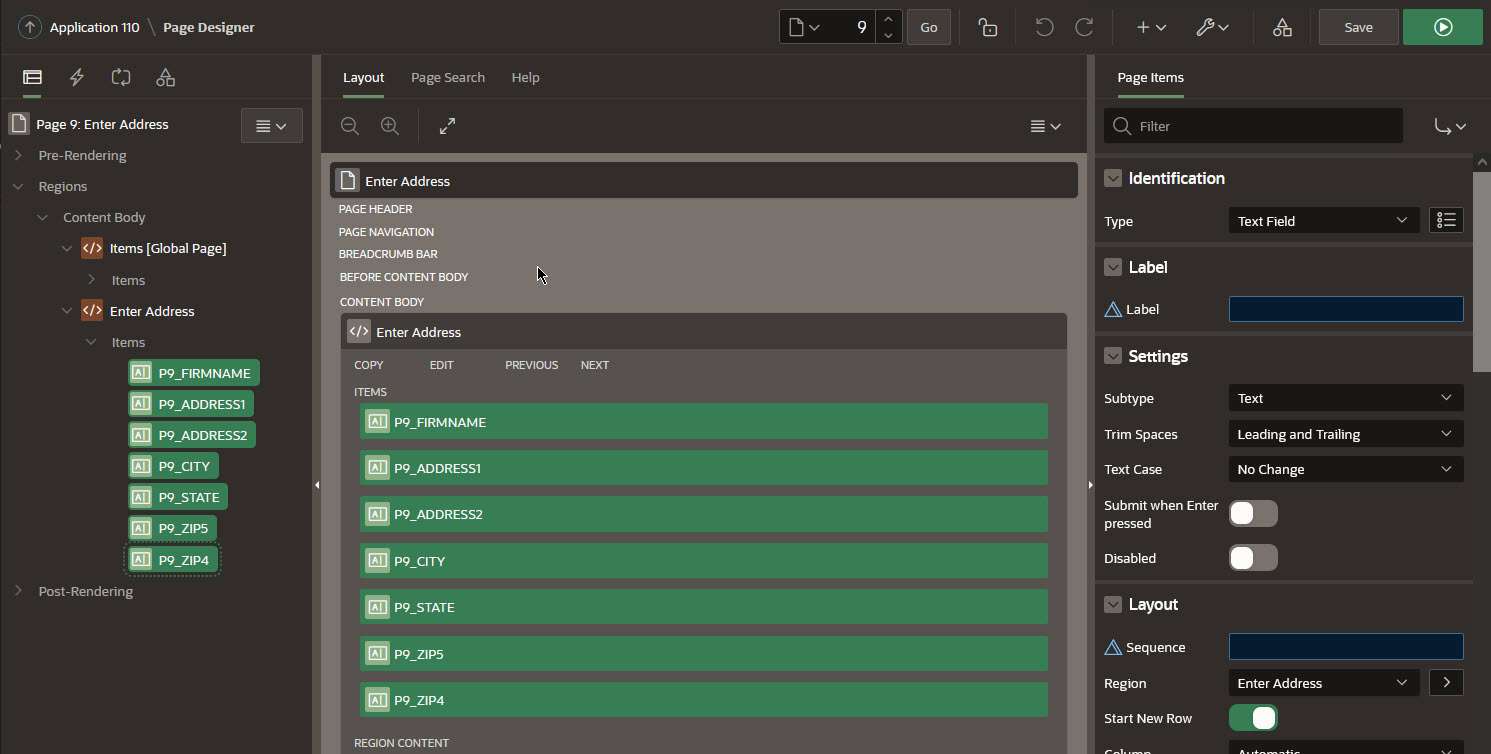 Application 110 \ Page Designer
9
Go
Save
Page 9: Enter Address
Pre-Rendering
Regions
Content Body
Items [Global Page]
Items
Enter Address
Items
P9_FIRMNAME
P9_ADDRESS1
P9_ADDRESS2
P9_CITY
P9_STATE
P9_ZIP5
P9_ZIP4
Post-Rendering
Layout Page Search Help
Enter Address
PAGE HEADER
PAGE NAVIGATION
BREADCRUMB BAR
BEFORE CONTENT BODY
CONTENT BODY
Enter Address
COPY EDIT PREVIOUS NEXT
ITEMS
P9_FIRMNAME
P9_ADDRESS1
P9_ADDRESS2
P9_CITY
P9_STATE
P9_ZIP5
P9_ZIP4
REGION CONTENT
Page Items
Filter
Identification
Type Text Field
Label
Label
Settings
Subtype Text
Trim Spaces Leading and Trailing
Text Case No Change
Submit when Enter
pressed
Disabled
Layout
Sequence
Region Enter Address
Start New Row
Column Automatic